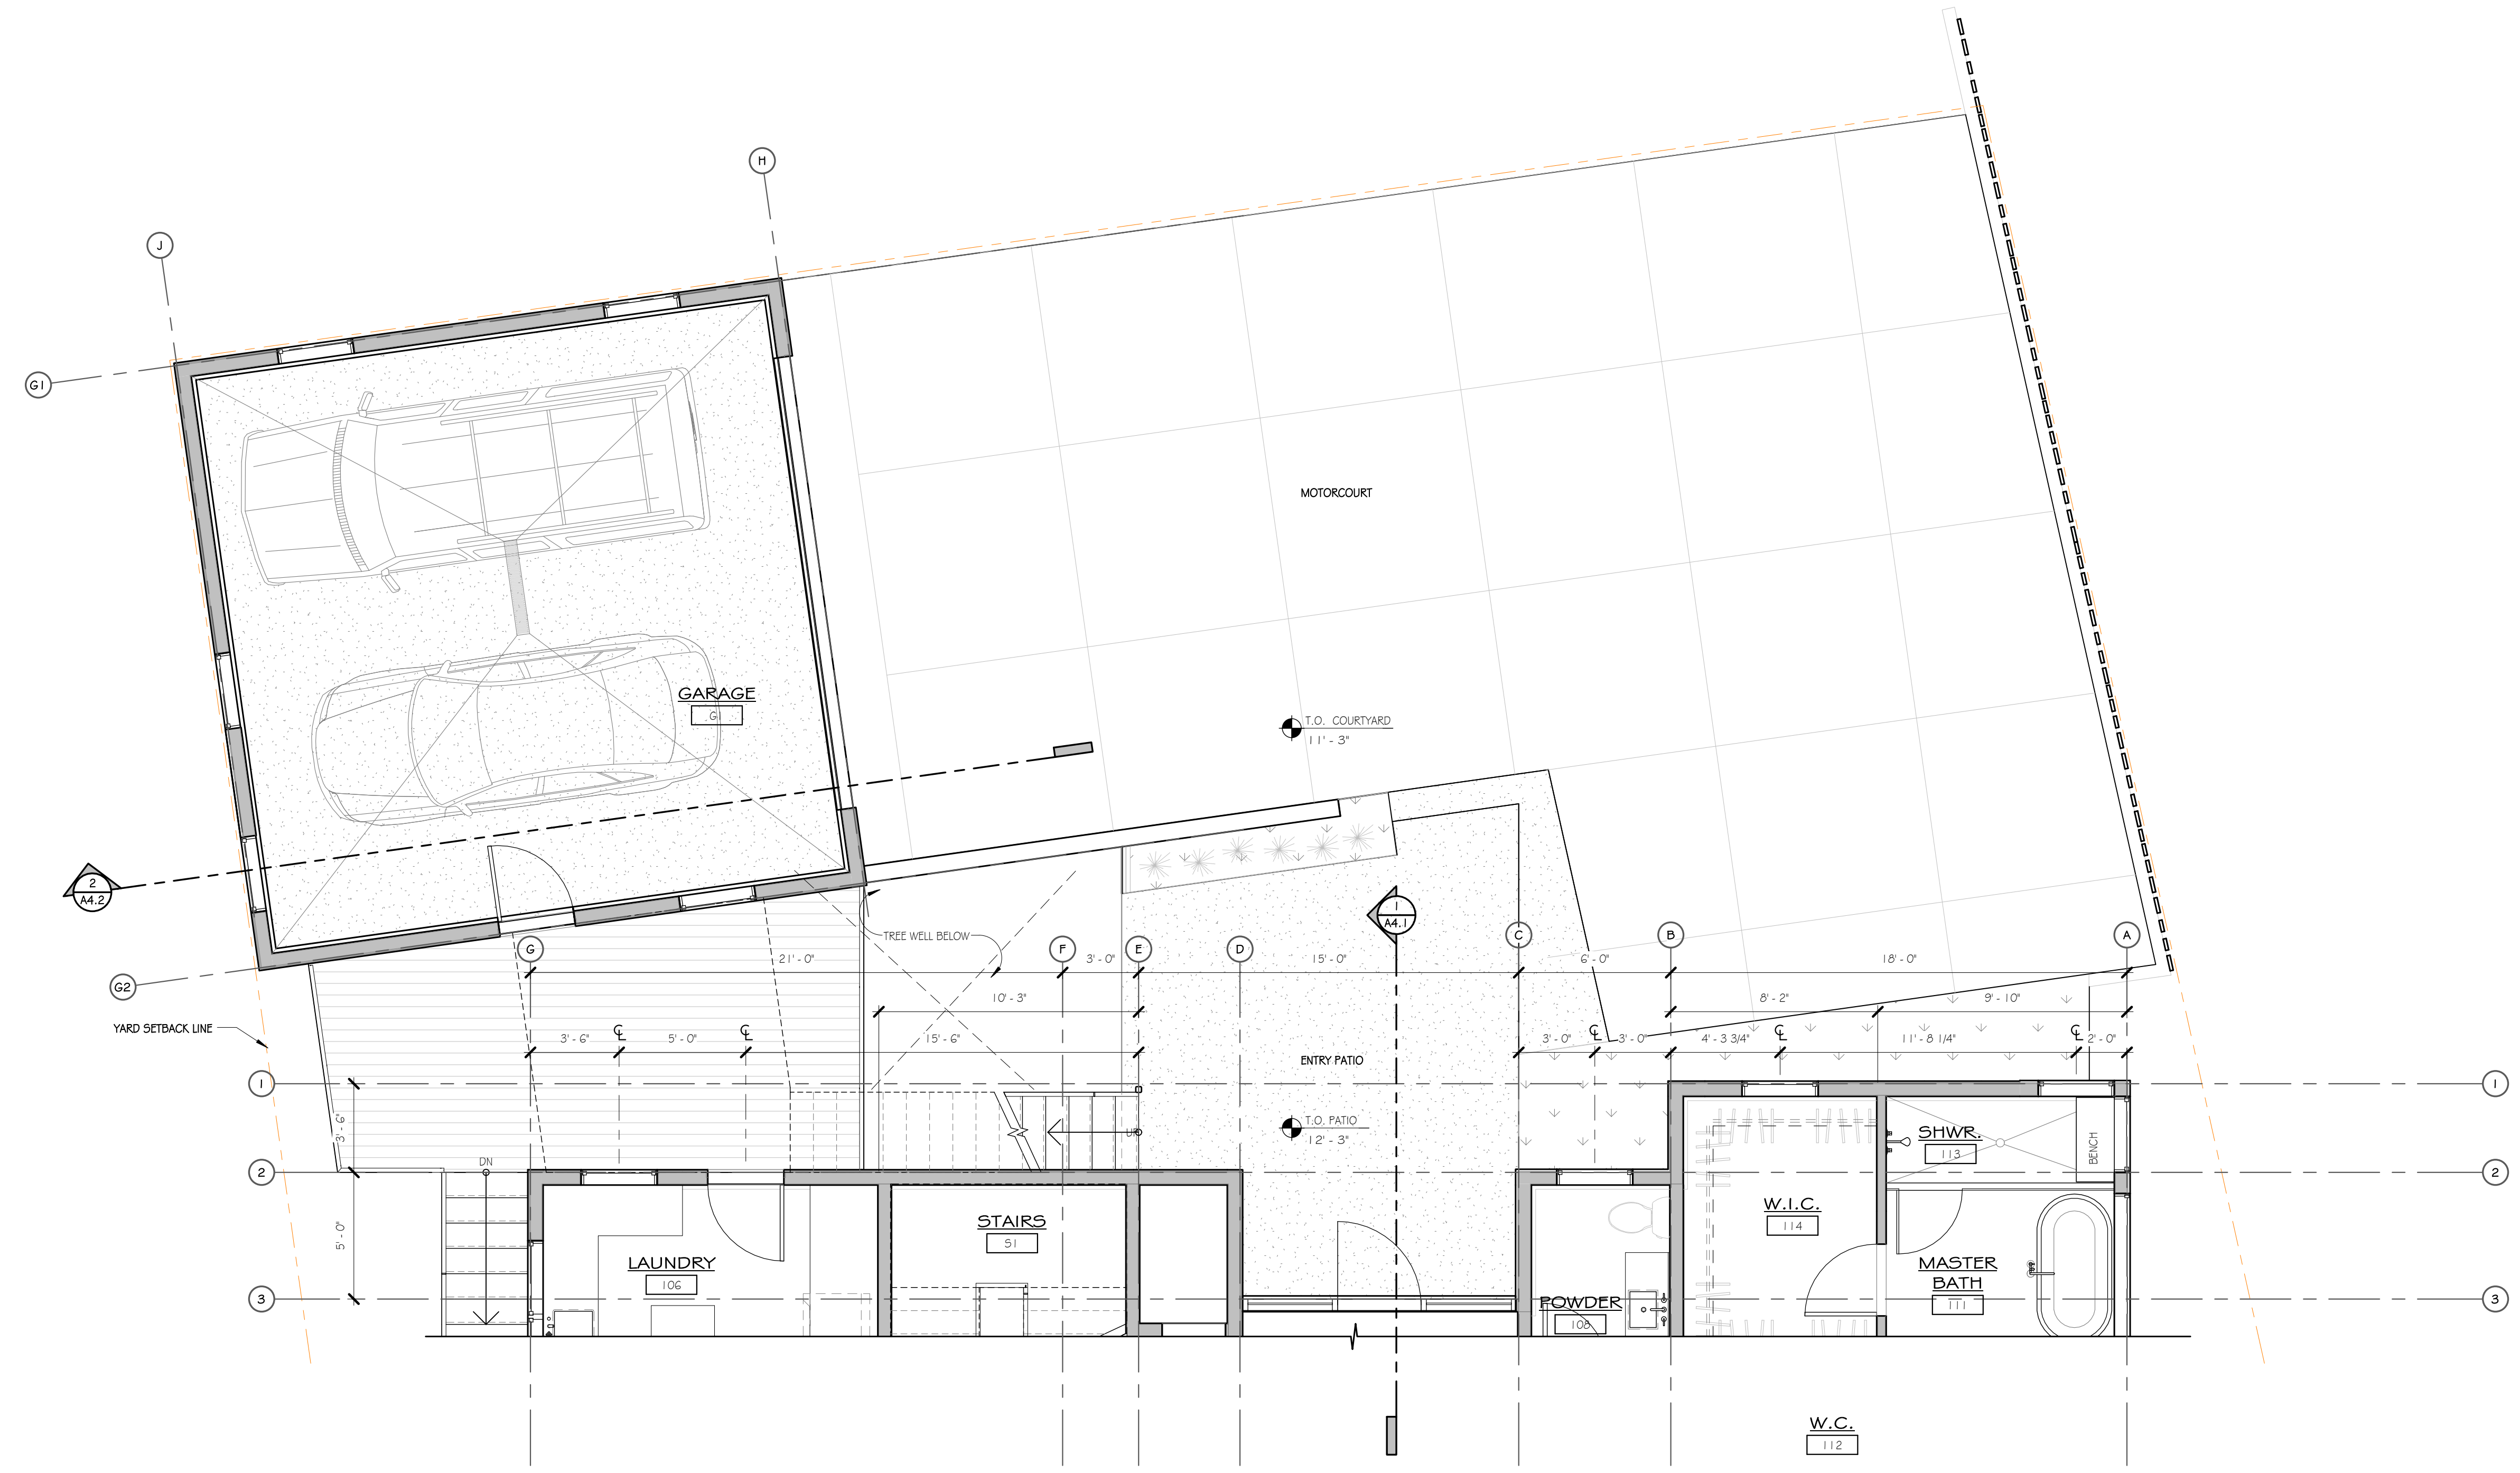 H
J
G1
MOTORCOURT
GARAGE
G1
T.O. COURTYARD
11' - 3"
2
A4.2
1
A4.1
TREE WELL BELOW
G
F
E
D
C
B
A
21' - 0"
3' - 0"
15' - 0"
6' - 0"
18' - 0"
G2
10' - 3"
8' - 2"
9' - 10"
YARD SETBACK LINE
3' - 6"
5' - 0"
15' - 6"
3' - 0"
3' - 0"
4' - 3 3/4"
11' - 8 1/4"
2' - 0"
ENTRY PATIO
1
1
3' - 6"
T.O. PATIO
12' - 3"
UP
SHWR.
113
BENCH
DN
2
2
W.I.C.
114
STAIRS
S1
5' - 0"
LAUNDRY
106
MASTER
BATH
111
3
3
POWDER
108
W.C.
112